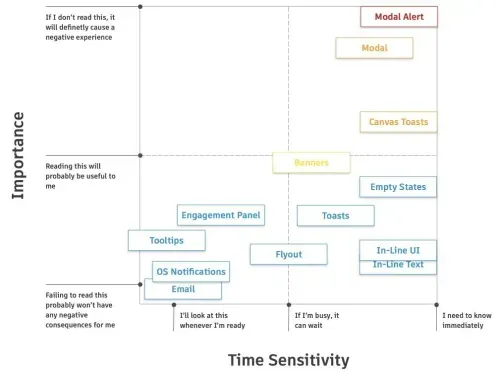 If I don't read this, it
will definetly cause a
negative experience
Modal Alert
Modal
Canvas Toasts
Importance
Reading this will
probably be useful to
me
Banners
Empty States
Engagement Panel
Toasts
Tooltips
In-Line UI
Flyout
In-Line Text
OS Notifications
Email
Failing to read this
probably won't have
any negative
consequences for me
I'll look at this
whenever I'm ready
If I'm busy, it
can wait
I need to know
immediately
Time Sensitivity